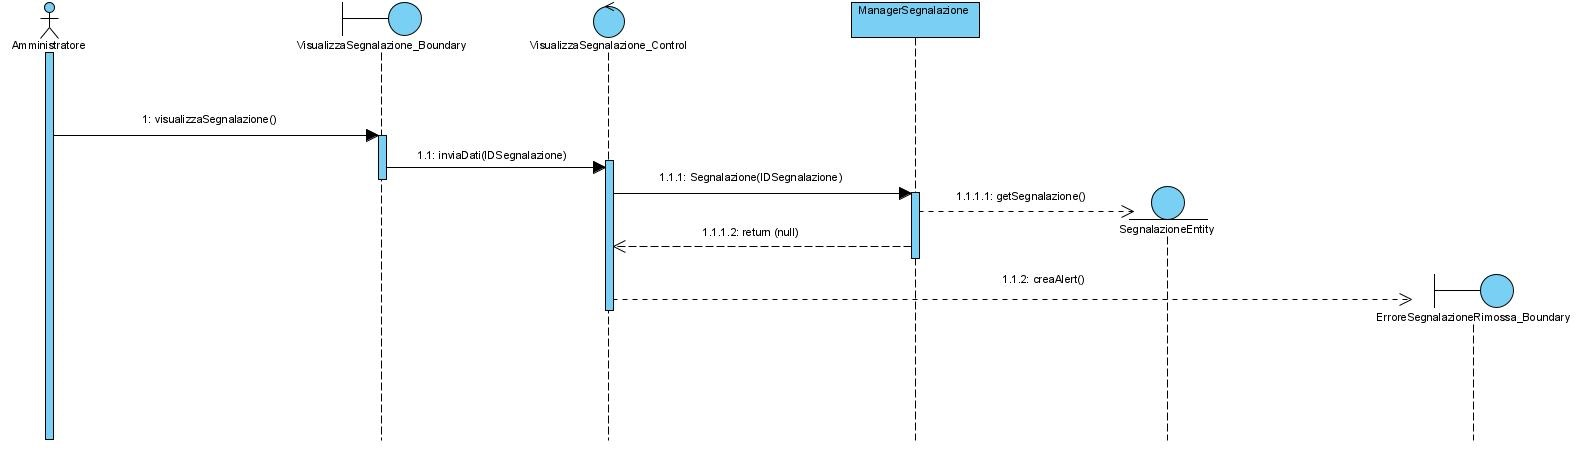 ManagerSegnalazione
Amministratore
VisualizzaSegnalazione_Boundary
VisualizzaSegnalazione_Control
1: visualizzaSegnalazione()
1.1: inviaDati(IDSegnalazione)
1.1.1: Segnalazione(IDSegnalazione)
1.1.1.1: getSegnalazione()
SegnalazioneEntity
1.1.1.2: return (null)
1.1.2: creaAlert()
ErroreSegnalazioneRimossa_Boundary